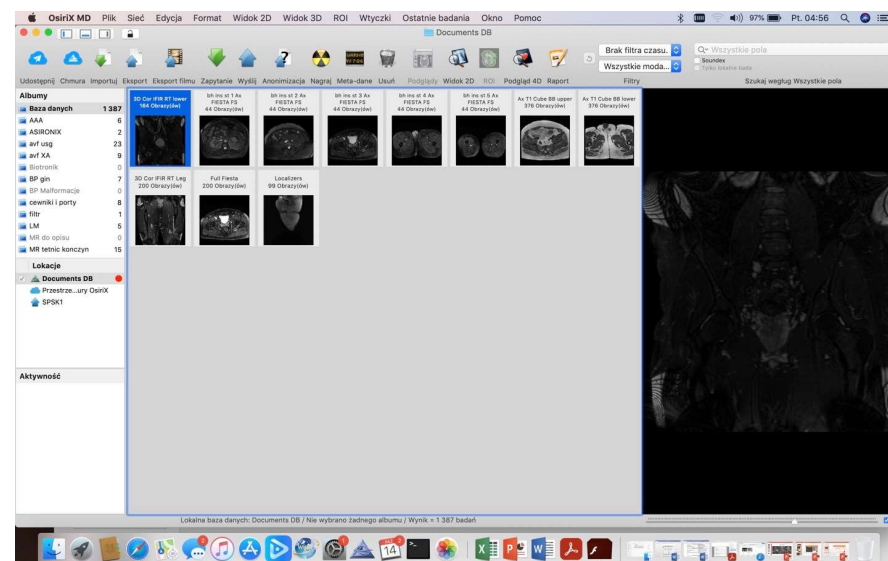 OsiriX MD Plik Sieć Edycja Format Widok 2D Widok 3D ROI Wtyczki Ostatnie badania Okno Pomoc 97% Pt. 04:56
Documents DB
Brak filtra czasu.
Wszystkie moda...
Wszystkie pola
Soundex
Udostępnij Chmura Importuj Eksport Eksport filmu Zapytanie Wyślij Anonimizacja Nagraj Meta-dane Usuń Podglądy Widok 2D ROI Podgląd 4D Raport Filtry Szukaj według Wszystkie pola
Albumy
Baza danych 1 387
AAA 6
ASIRONIX 2
avf usg 23
avf XA 9
Biotronik 0
BP gin 7
BP Malformacje 0
cewniki i porty 8
filtr 1
LM 5
MR do opisu 0
MR tetnic konczyn 15
Lokacje
Documents DB
Przestrze...ury OsiriX
SPSK1
Aktywność
3D Cor IFIR RT lower
164 Obrazy(ów)
bh ins st 1 Ax
FIESTA FS
44 Obrazy(ów)
bh ins st 2 Ax
FIESTA FS
44 Obrazy(ów)
bh ins st 3 Ax
FIESTA FS
44 Obrazy(ów)
bh ins st 4 Ax
FIESTA FS
44 Obrazy(ów)
bh ins st 5 Ax
FIESTA FS
44 Obrazy(ów)
Ax T1 Cube BB upper
376 Obrazy(ów)
Ax T1 Cube BB lower
376 Obrazy(ów)
3D Cor IFIR RT Leg
200 Obrazy(ów)
Full Fiesta
200 Obrazy(ów)
Localizers
99 Obrazy(ów)
Lokalna baza danych: Documents DB / Nie wybrano żadnego albumu / Wynik = 1 387 badań
14